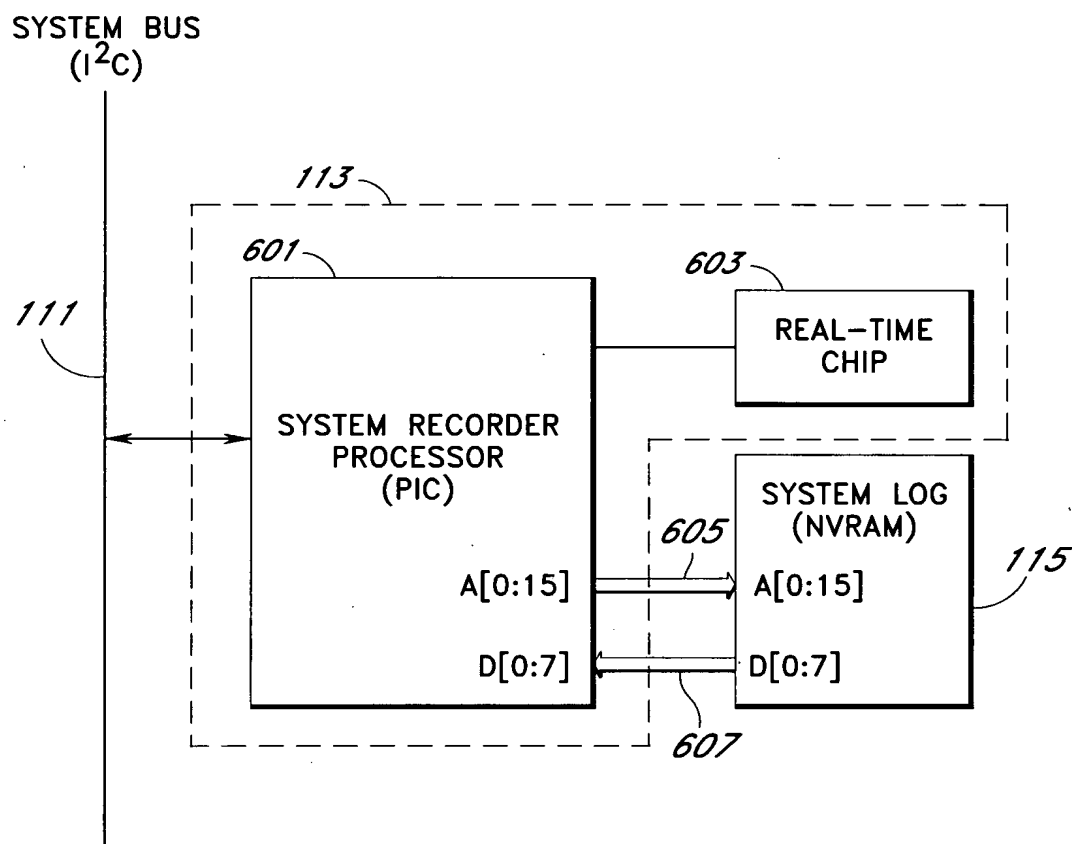 SYSTEM BUS
(I²C)
113
601
603
111
REAL-TIME
CHIP
SYSTEM RECORDER
PROCESSOR
(PIC)
SYSTEM LOG
(NVRAM)
605
115
A[0:15]
A[0:15]
D[0:7]
D[0:7]
607